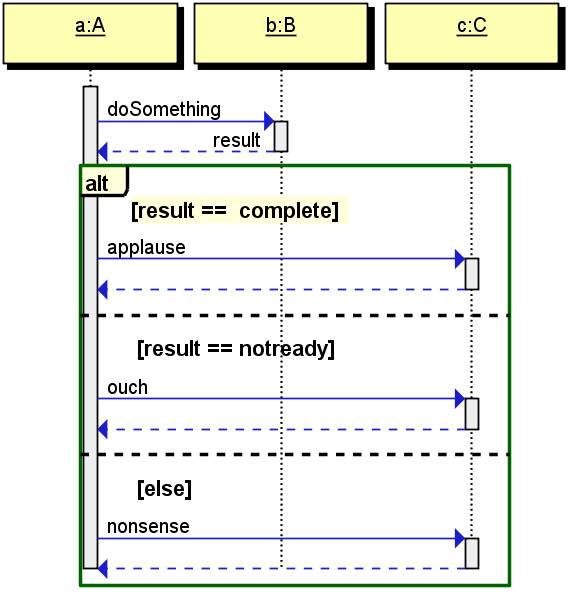 a:A
b:B
c:C
doSomething
result
alt
[result ==  complete]
applause
[result == notready]
ouch
[else]
nonsense